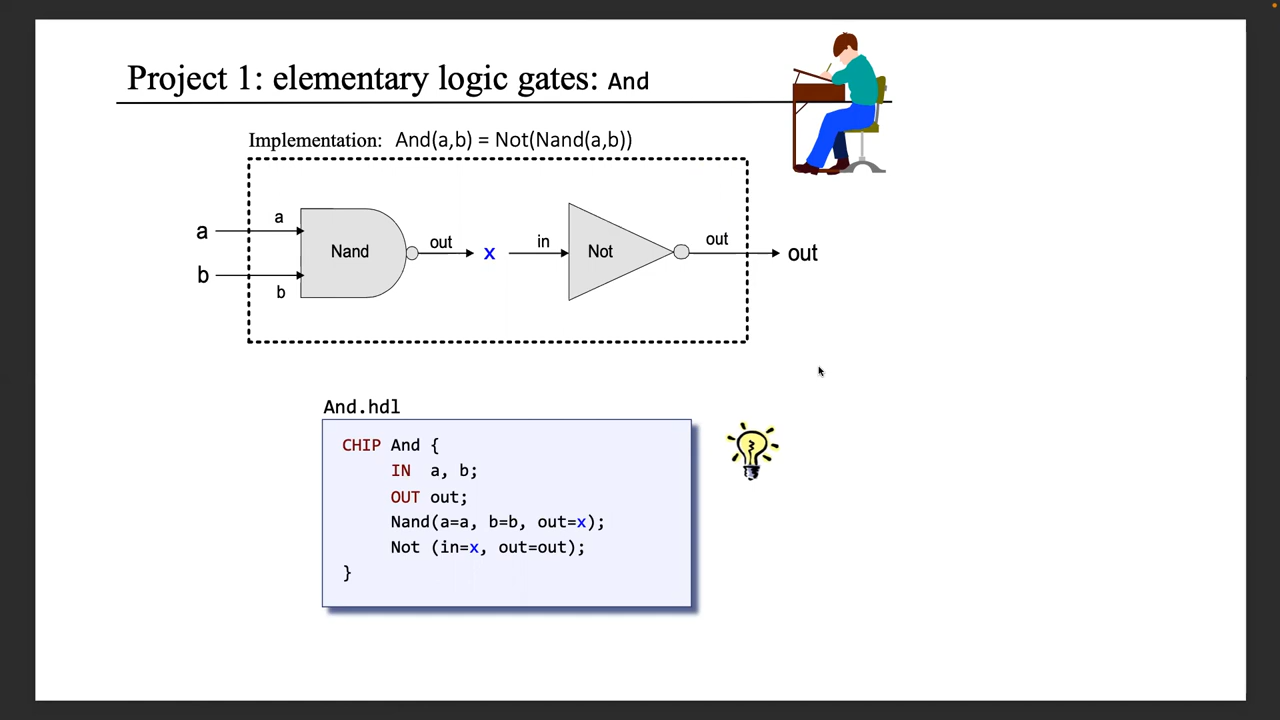 Project 1: elementary logic gates: And
Implementation: And(a,b) = Not(Nand(a,b))
a
a
b
b
Nand
out
x
in
Not
out
out
And.hdl
CHIP And {
IN a, b;
OUT out;
Nand(a=a, b=b, out=x);
Not (in=x, out=out);
}